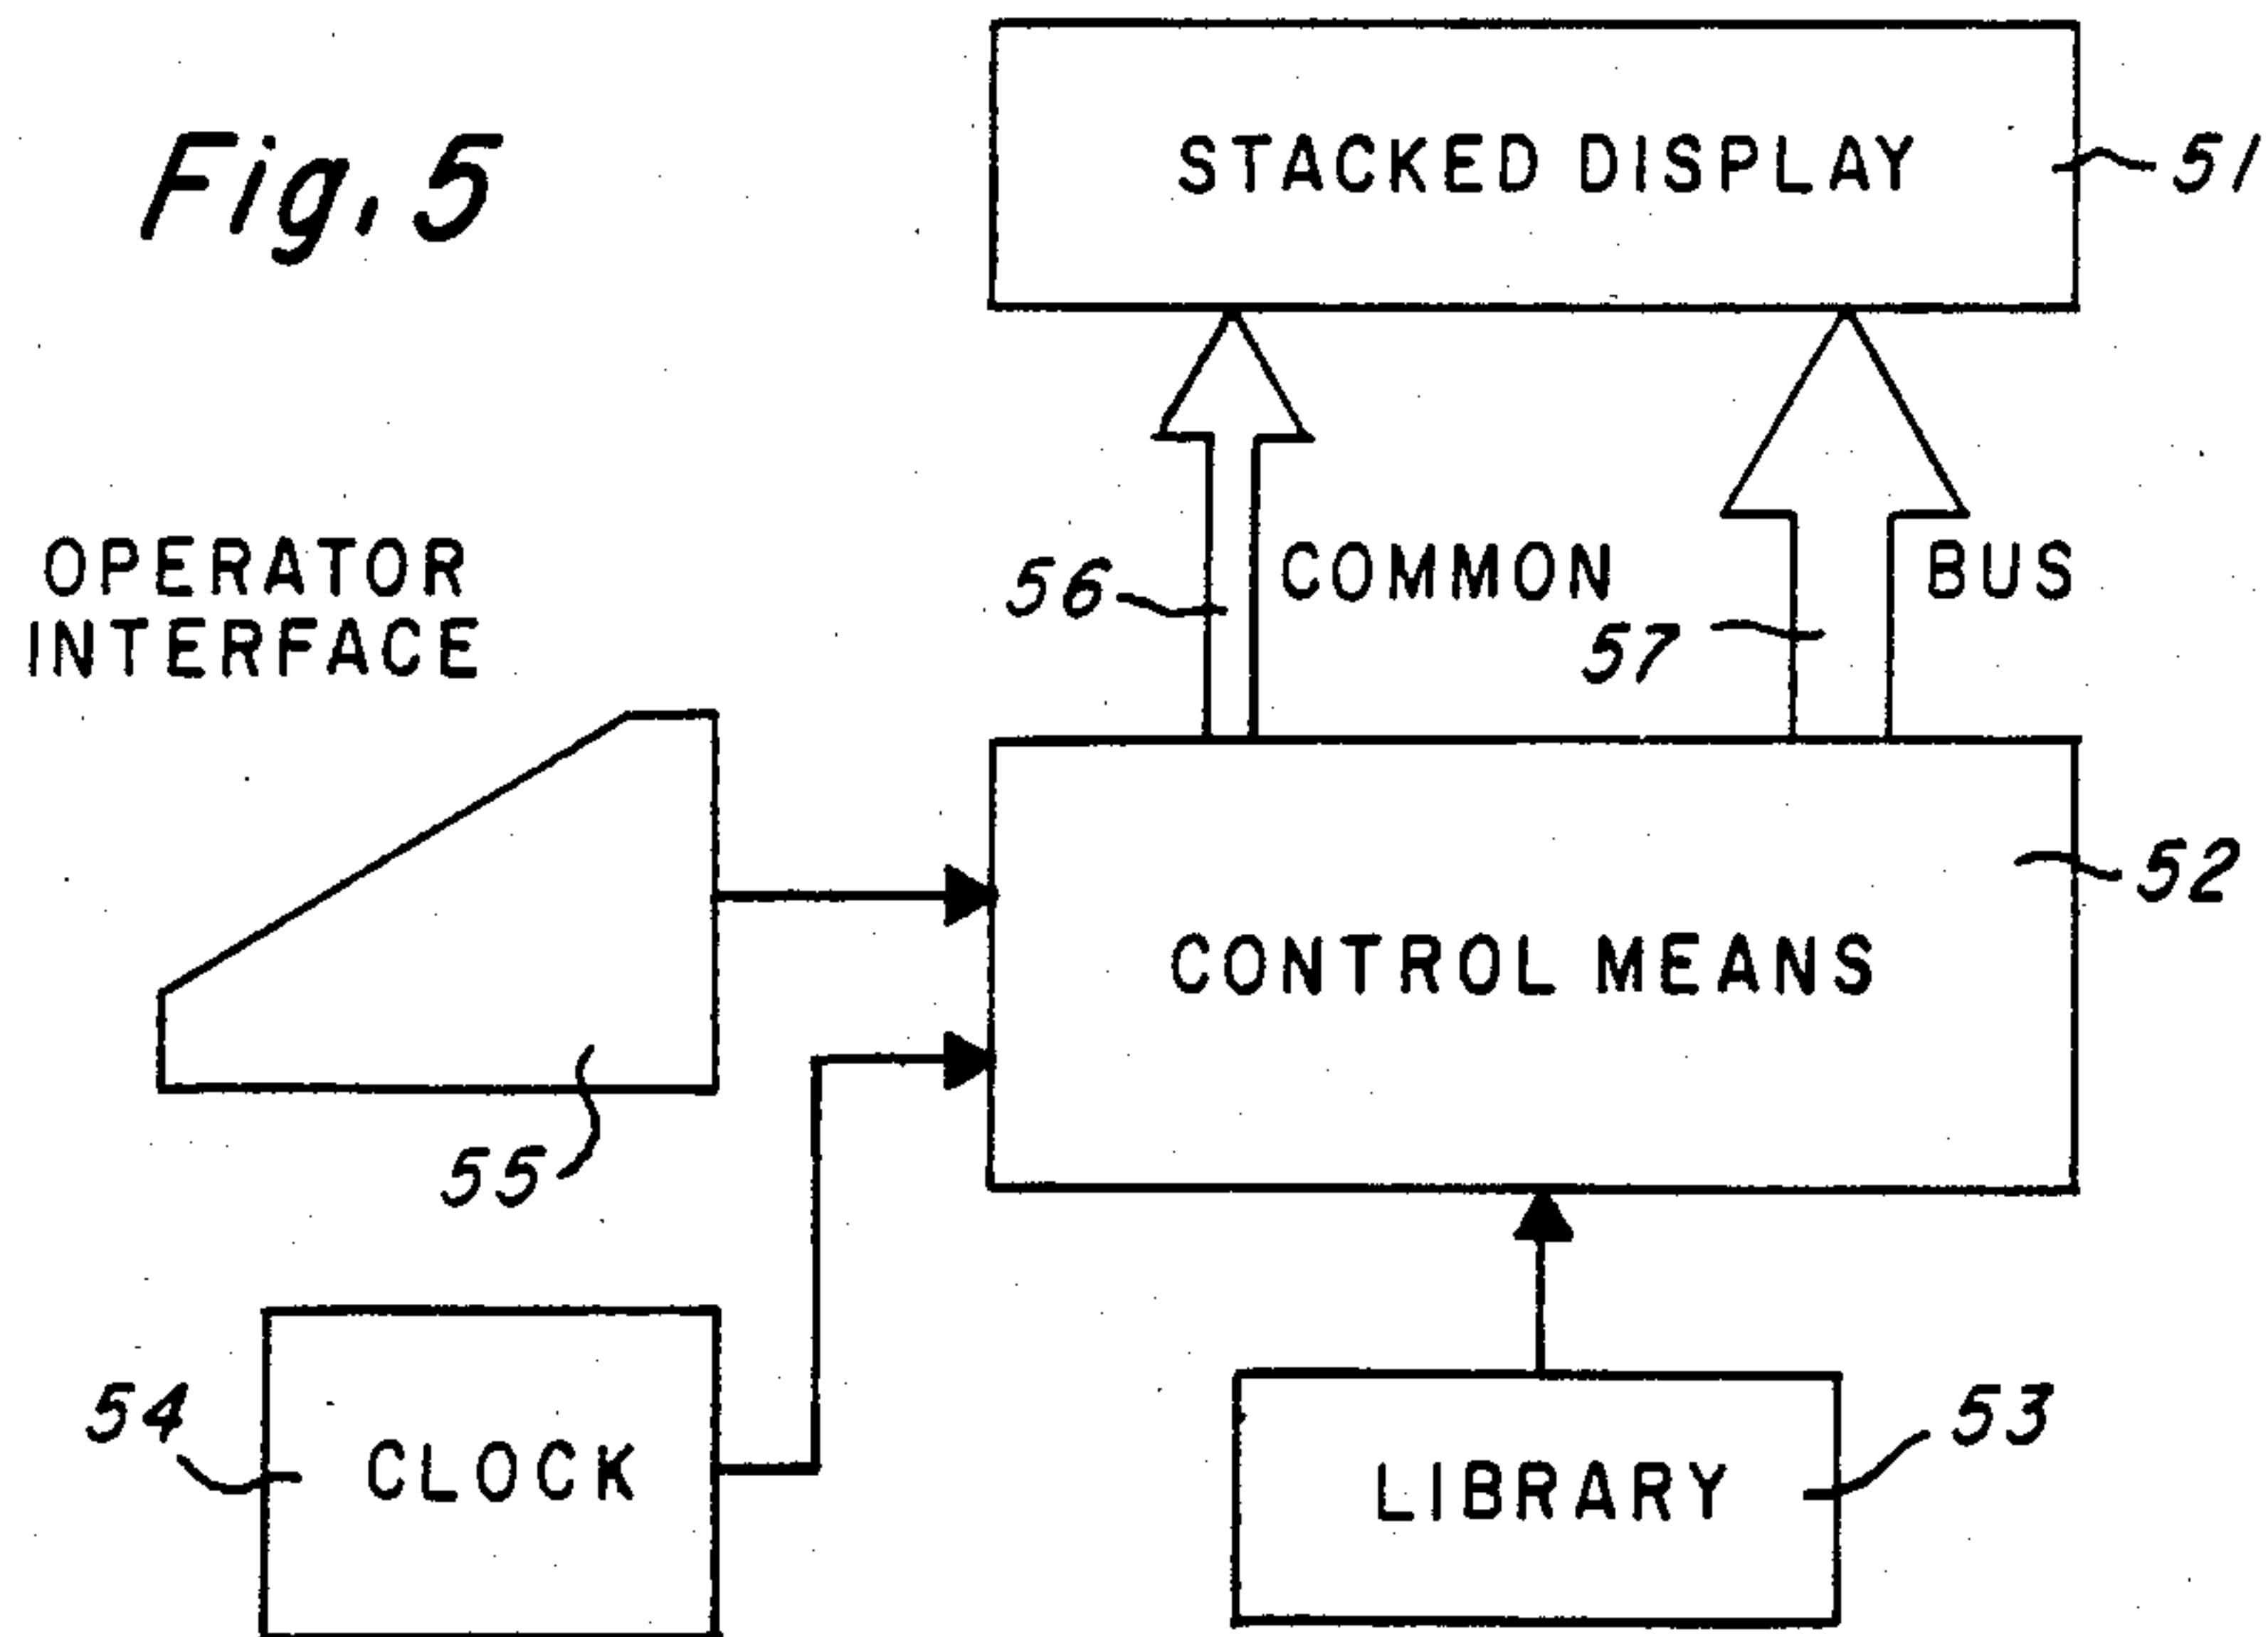 Fig. 5
STACKED DISPLAY
51
OPERATOR
INTERFACE
56
COMMON
57
BUS
52
CONTROL MEANS
55
54
CLOCK
LIBRARY
53